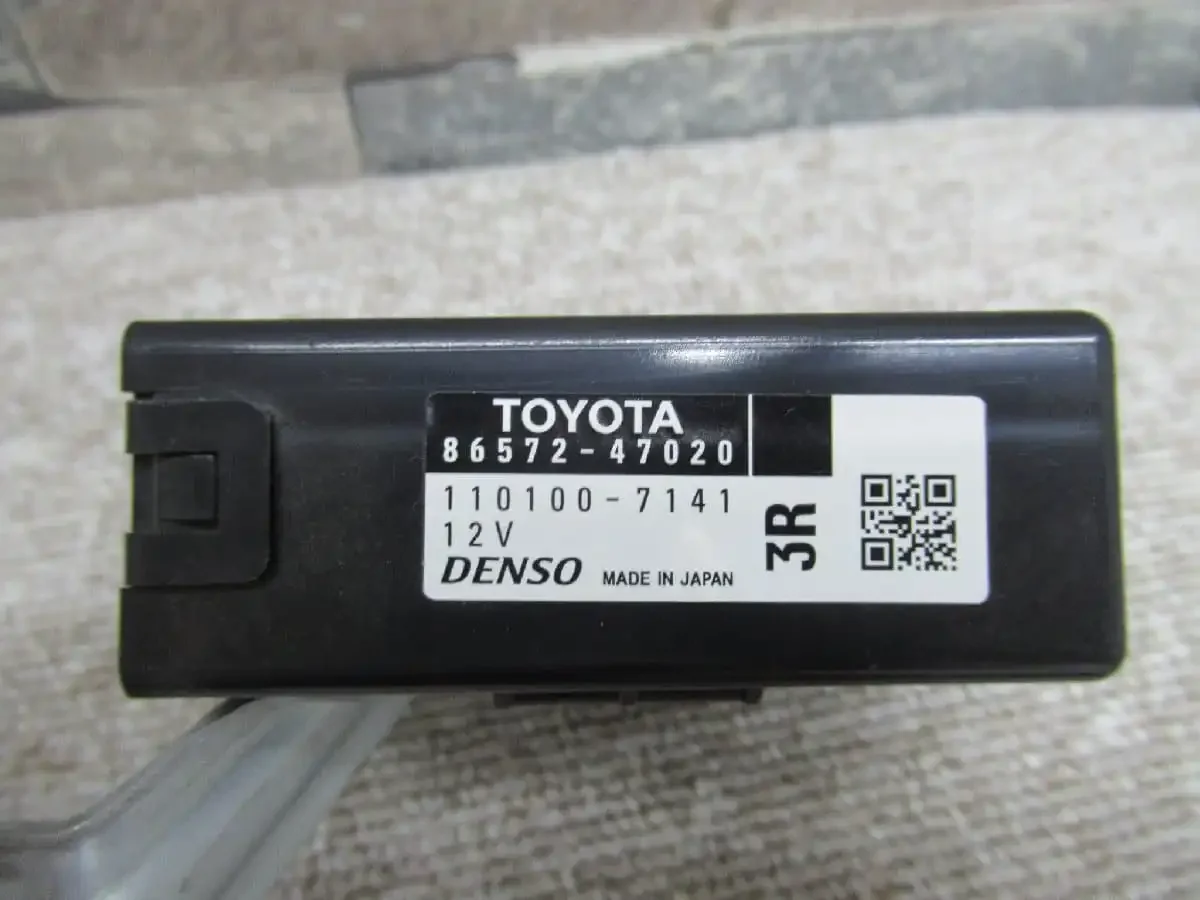 TOYOTA
86572-47020
110100-7141
12V
DENSO MADE IN JAPAN
3R